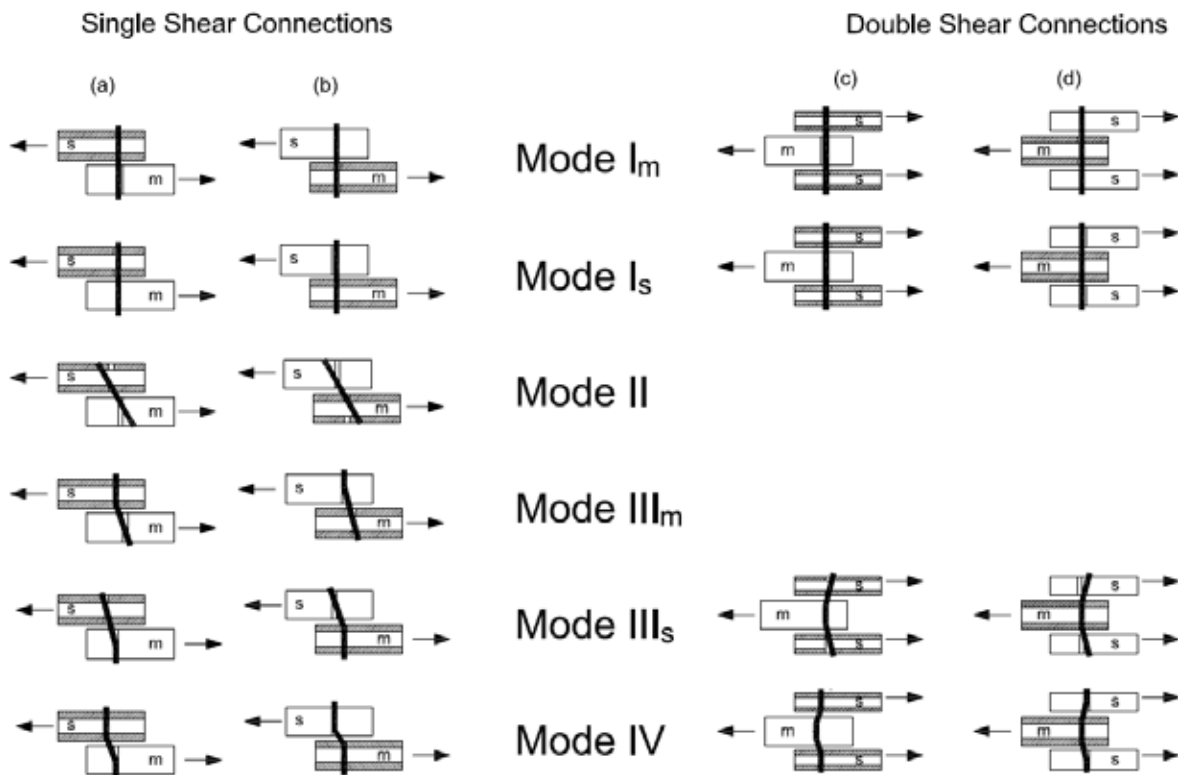 Single Shear Connections Double Shear Connections
(a) (b) (c) (d)
s s Mode Im s s
m m m m
s s
s s Mode Is s s
m m m m
s s
s s Mode II
m m
s s Mode IIIm
m m
s s Mode IIIs s s
m m m m
s s
s s Mode IV s s
m m m m
s s